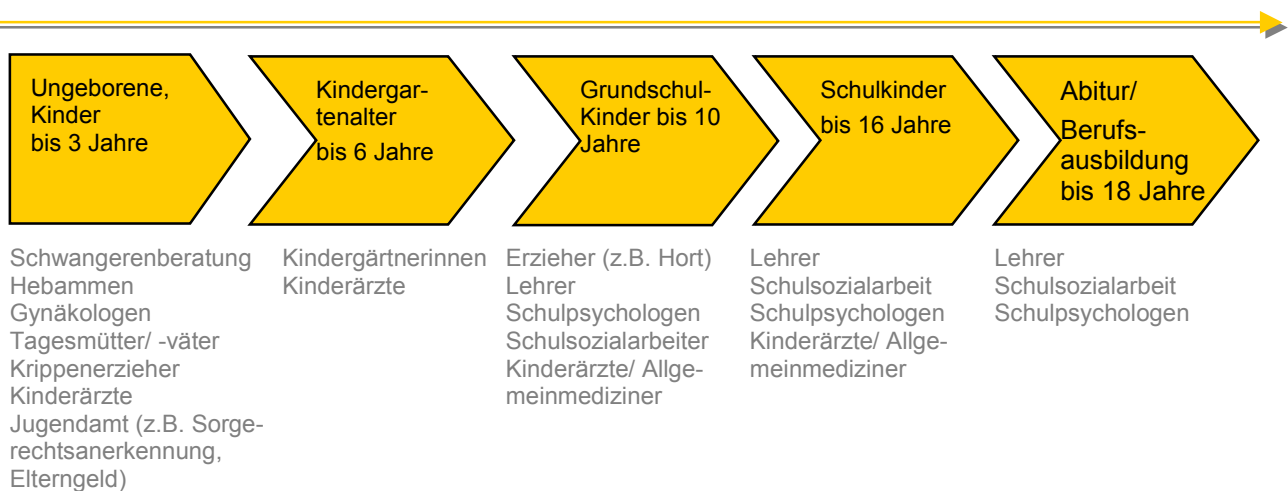 Ungeborene,
Kinder
bis 3 Jahre
Kindergar-
tenalter
bis 6 Jahre
Grundschul-
Kinder bis 10
Jahre
Schulkinder
bis 16 Jahre
Abitur/
Berufs-
ausbildung
bis 18 Jahre
Schwangerenberatung
Hebammen
Gynäkologen
Tagesmütter/ -väter
Krippenerzieher
Kinderärzte
Jugendamt (z.B. Sorge-
rechtsanerkennung,
Elterngeld)
Kindergärtnerinnen
Kinderärzte
Erzieher (z.B. Hort)
Lehrer
Schulpsychologen
Schulsozialarbeiter
Kinderärzte/ Allge-
meinmediziner
Lehrer
Schulsozialarbeit
Schulpsychologen
Kinderärzte/ Allge-
meinmediziner
Lehrer
Schulsozialarbeit
Schulpsychologen